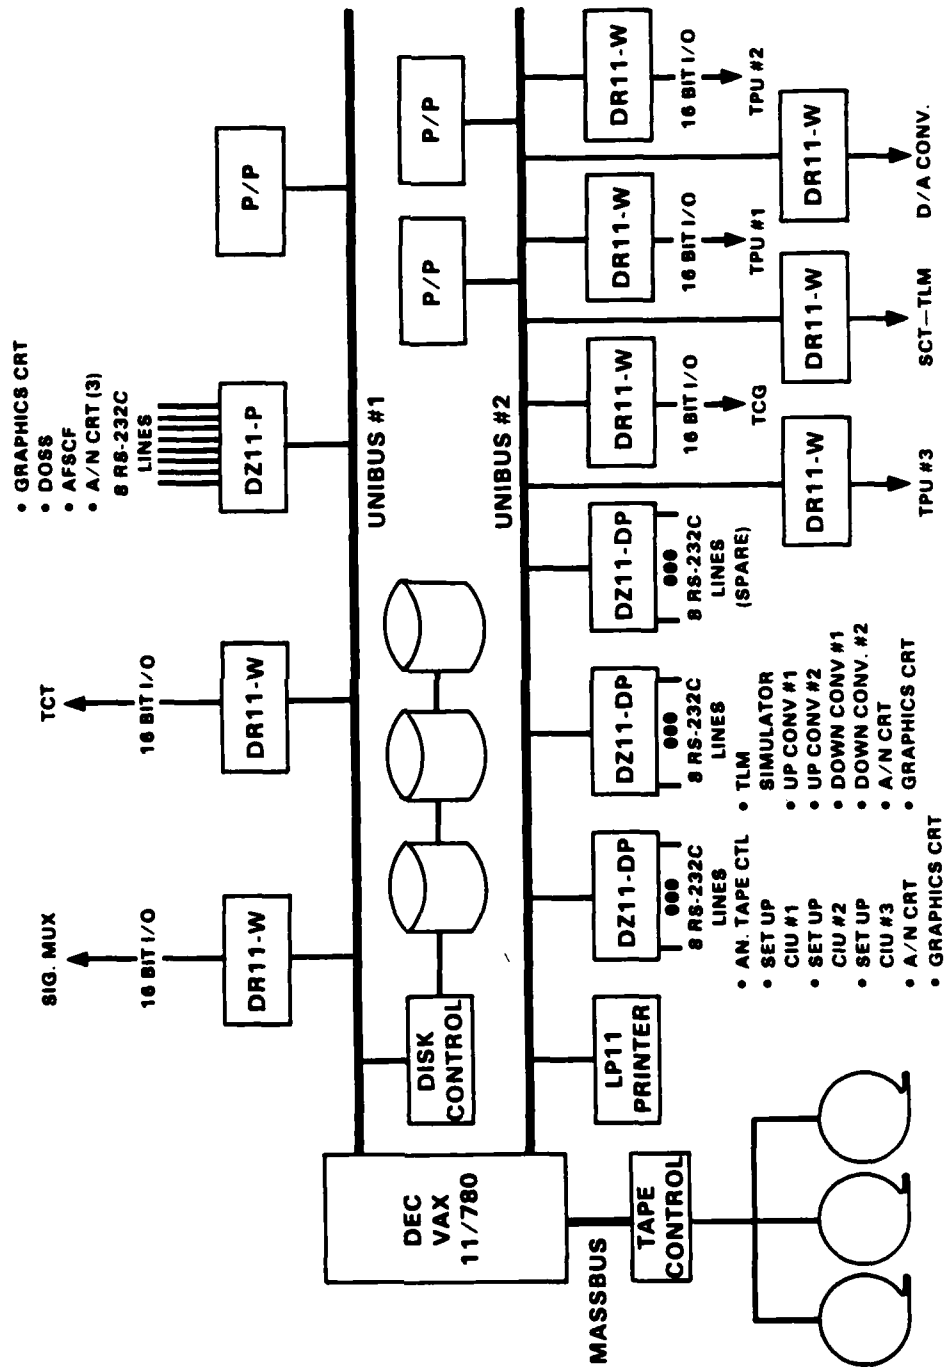 SIG. MUX
16 BIT I/O
DR11-W
TCT
16 BIT I/O
DR11-W
• GRAPHICS CRT
• DOSS
• AFSCF
• A/N CRT (3)
8 RS-232C
LINES
DZ11-P
P/P
UNIBUS #1
DEC
VAX
11/780
DISK
CONTROL
P/P
P/P
UNIBUS #2
MASSBUS
TAPE
CONTROL
LP11
PRINTER
DZ11-DP
8 RS-232C
LINES
• AN. TAPE CTL
• SET UP
CIU #1
• SET UP
CIU #2
• SET UP
CIU #3
• A/N CRT
• GRAPHICS CRT
DZ11-DP
8 RS-232C
LINES
• TLM
SIMULATOR
• UP CONV #1
• UP CONV #2
• DOWN CONV #1
• DOWN CONV. #2
• A/N CRT
• GRAPHICS CRT
DZ11-DP
8 RS-232C
LINES
(SPARE)
DR11-W
TPU #3
DR11-W
16 BIT I/O
TCG
DR11-W
SCT-TLM
DR11-W
16 BIT I/O
TPU #1
DR11-W
D/A CONV.
DR11-W
16 BIT I/O
TPU #2